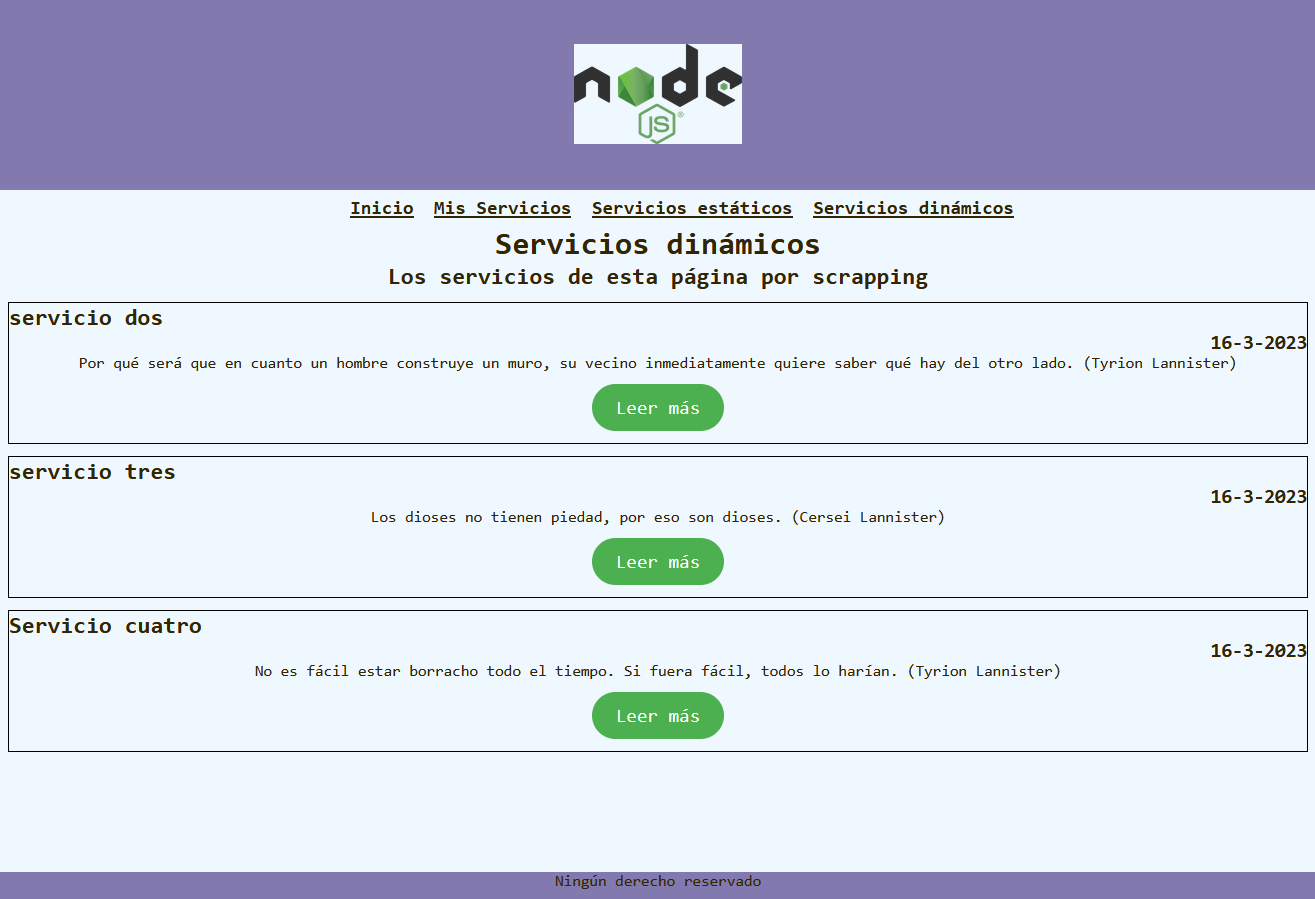 node
JS®
Inicio Mis Servicios Servicios estáticos Servicios dinámicos
Servicios dinámicos
Los servicios de esta página por scrapping
servicio dos
16-3-2023
Por qué será que en cuanto un hombre construye un muro, su vecino inmediatamente quiere saber qué hay del otro lado. (Tyrion Lannister)
Leer más
servicio tres
16-3-2023
Los dioses no tienen piedad, por eso son dioses. (Cersei Lannister)
Leer más
Servicio cuatro
16-3-2023
No es fácil estar borracho todo el tiempo. Si fuera fácil, todos lo harían. (Tyrion Lannister)
Leer más
Ningún derecho reservado